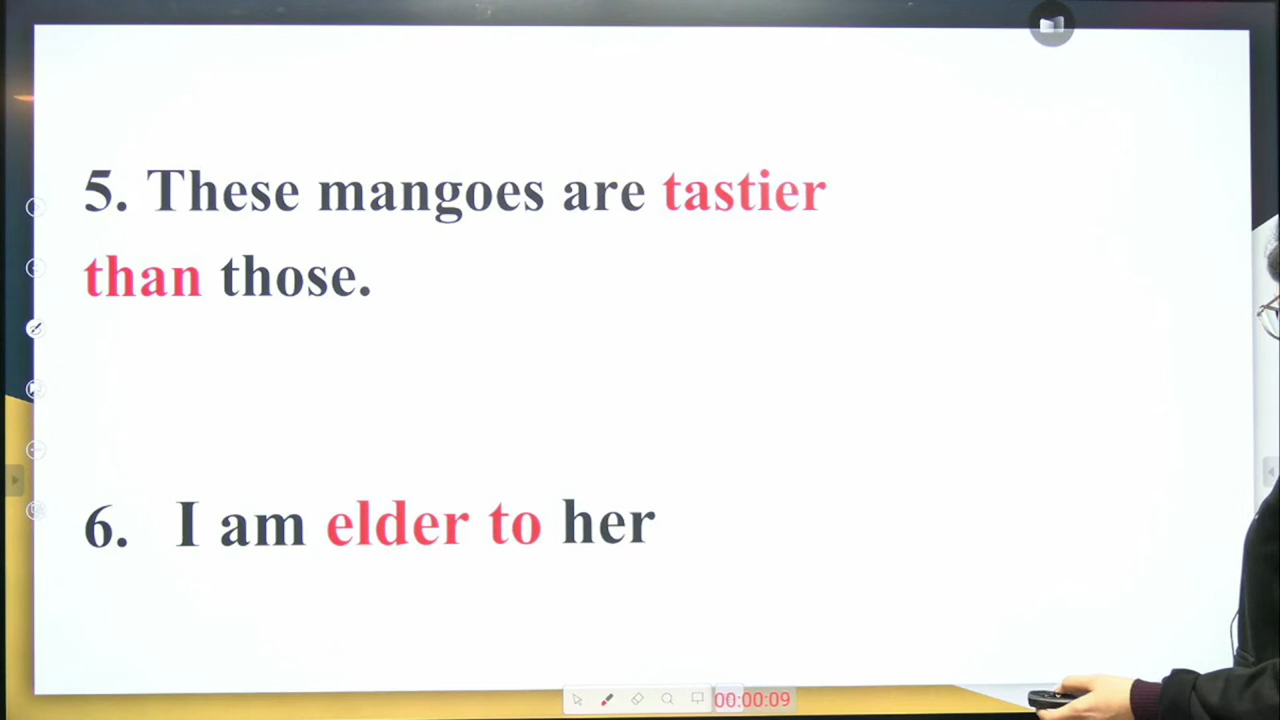 5. These mangoes are tastier
than those.
6. I am elder to her
00:00:09